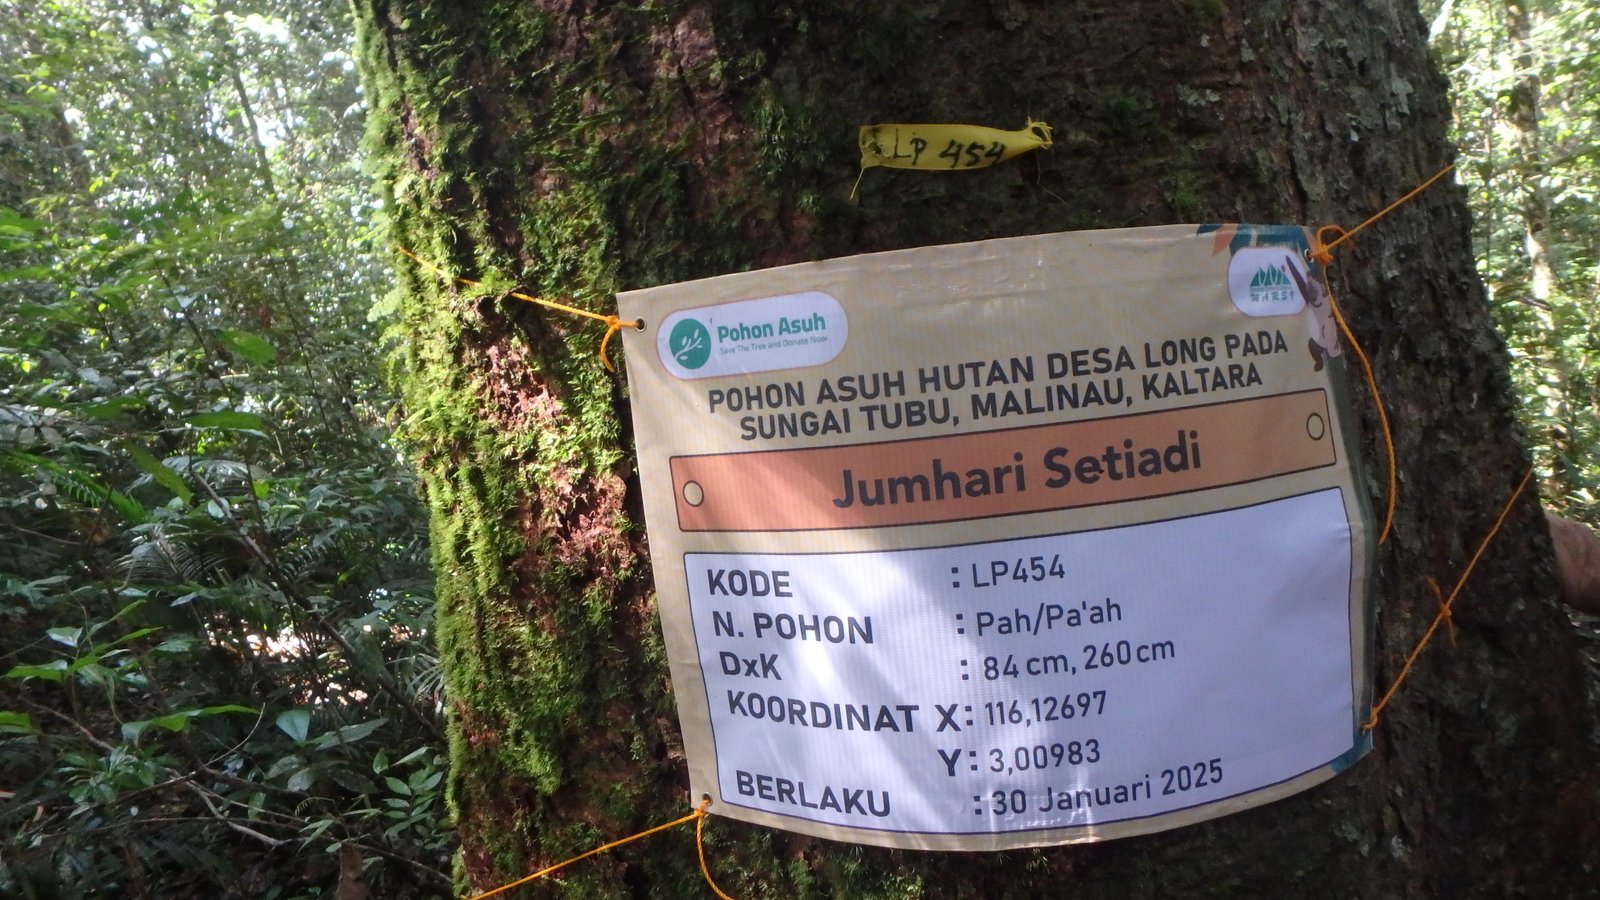 LP 454
Pohon Asuh
Save The Tree and Donate Now
WARSI
POHON ASUH HUTAN DESA LONG PADA
SUNGAI TUBU, MALINAU, KALTARA
Jumhari Setiadi
KODE : LP454
N. POHON : Pah/Pa'ah
DxK : 84 cm, 260cm
KOORDINAT X : 116,12697
Y : 3,00983
BERLAKU : 30 Januari 2025